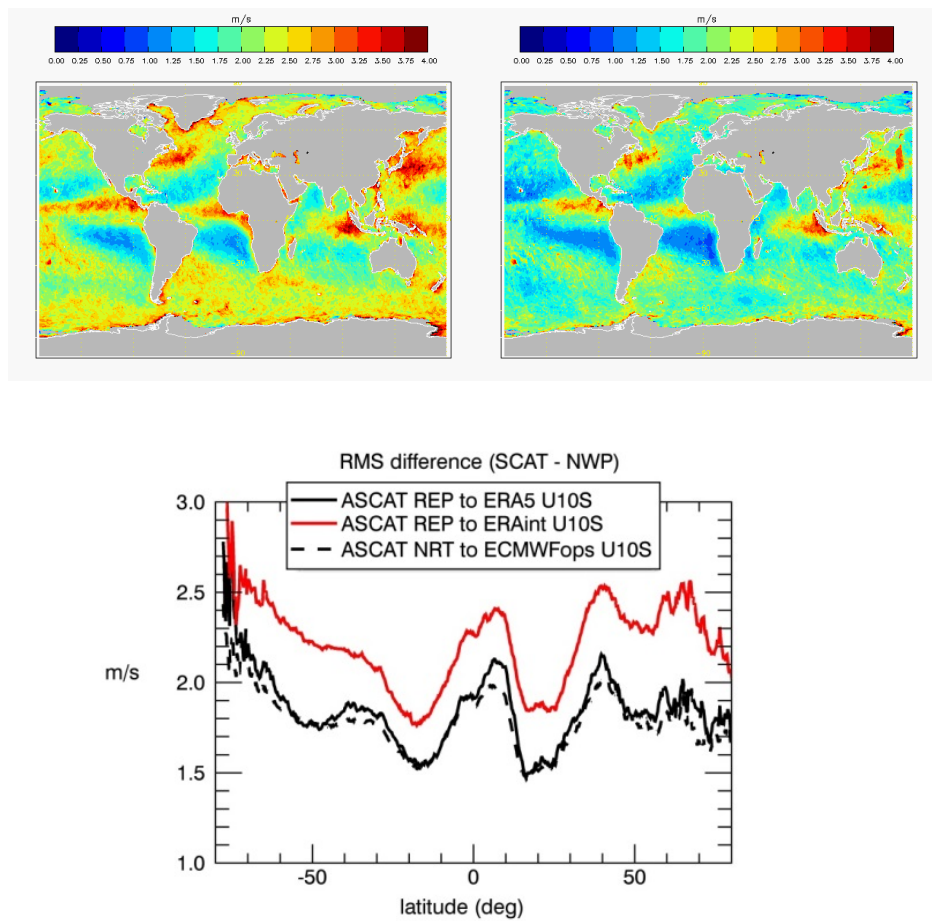 m/s
m/s
0.00 0.25 0.50 0.75 1.00 1.25 1.50 1.75 2.00 2.25 2.50 2.75 3.00 3.25 3.50 3.75 4.00
0.00 0.25 0.50 0.75 1.00 1.25 1.50 1.75 2.00 2.25 2.50 2.75 3.00 3.25 3.50 3.75 4.00
-90
-90
RMS difference (SCAT - NWP)
ASCAT REP to ERA5 U10S
ASCAT REP to ERAint U10S
ASCAT NRT to ECMWFops U10S
3.0
2.5
m/s
2.0
1.5
1.0
-50 0 50
latitude (deg)